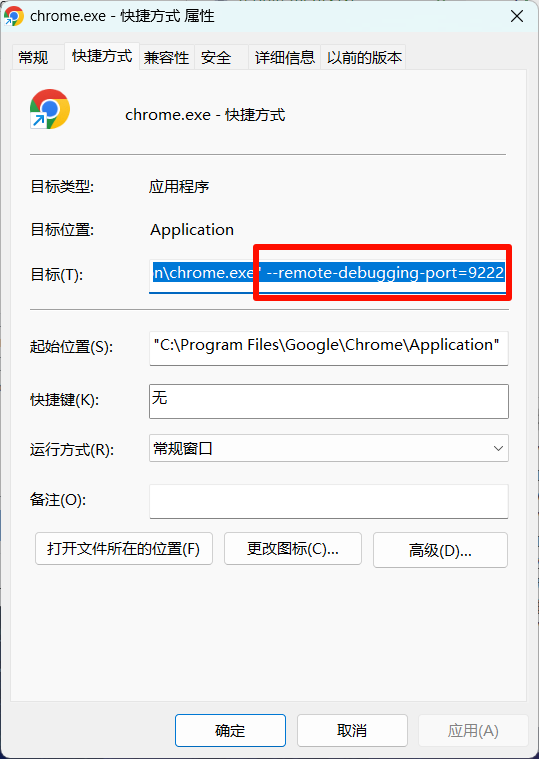 chrome.exe - 快捷方式 属性
常规 快捷方式 兼容性 安全 详细信息 以前的版本
chrome.exe - 快捷方式
目标类型: 应用程序
目标位置: Application
目标(T): n\chrome.exe" --remote-debugging-port=9222
起始位置(S): "C:\Program Files\Google\Chrome\Application"
快捷键(K): 无
运行方式(R): 常规窗口
备注(O):
打开文件所在的位置(F) 更改图标(C)... 高级(D)...
确定 取消 应用(A)